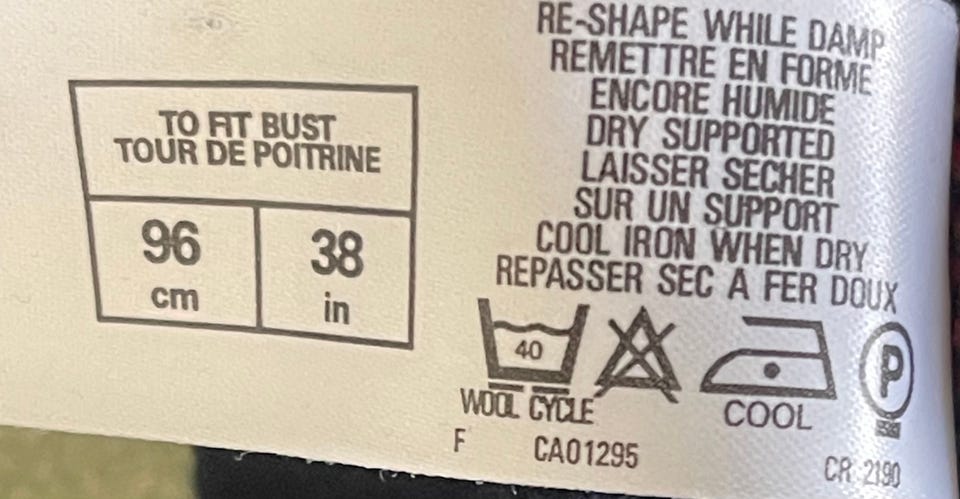 TO FIT BUST
TOUR DE POITRINE
96
cm
38
in
RE-SHAPE WHILE DAMP
REMETTRE EN FORME
ENCORE HUMIDE
DRY SUPPORTED
LAISSER SECHER
SUR UN SUPPORT
COOL IRON WHEN DRY
REPASSER SEC A FER DOUX
40
WOOL CYCLE
COOL
P
F
CA01295
CR 2190